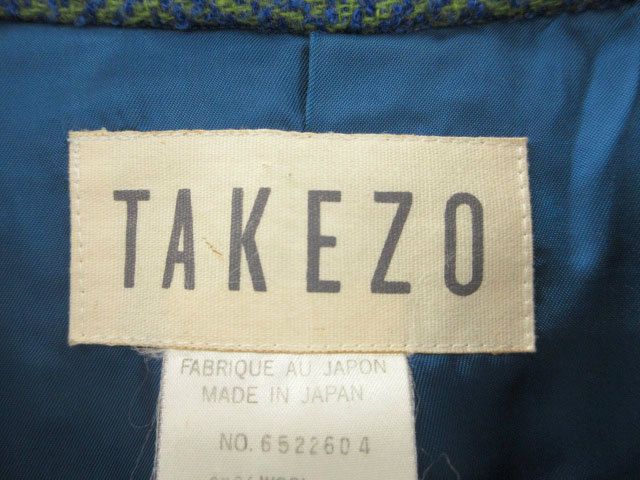 TAKEZO
FABRIQUE AU JAPON
MADE IN JAPAN
NO. 6522604